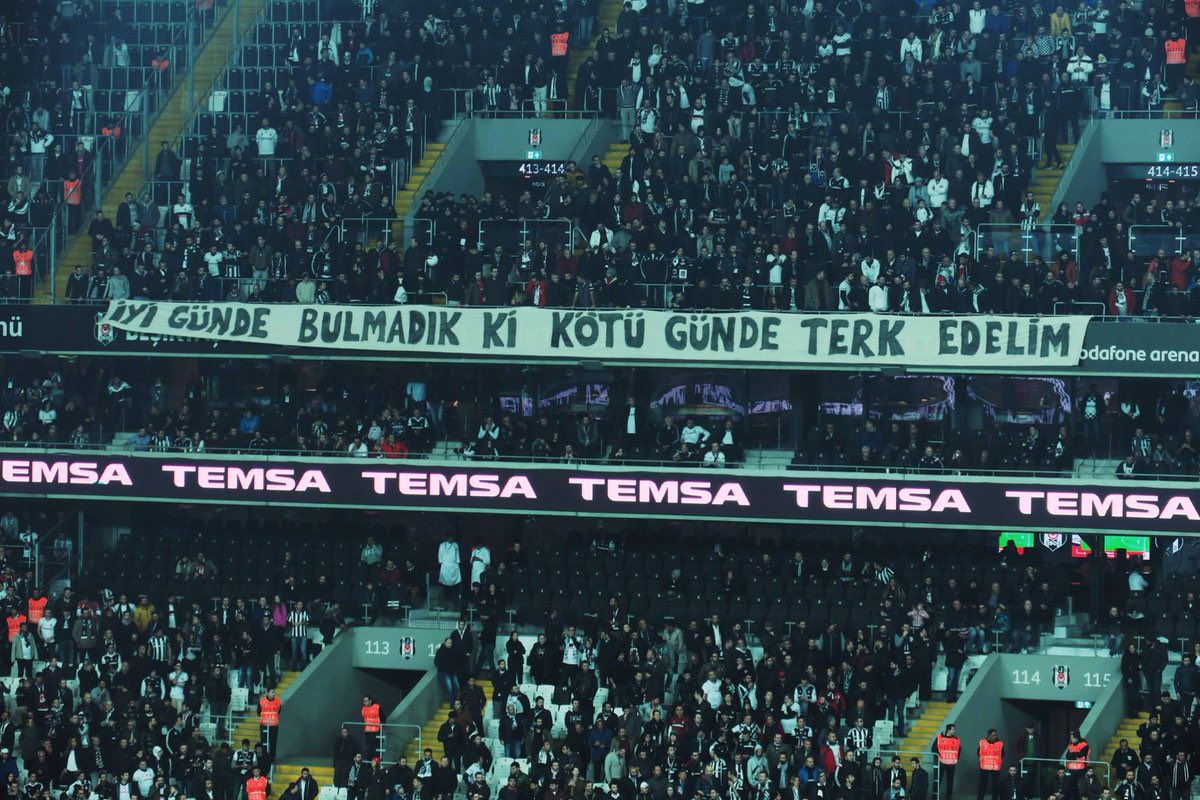 413-414
414-415
İYİ GÜNDE BULMADIK Kİ KÖTÜ GÜNDE TERK EDELİM
vodafone arena
TEMSA TEMSA TEMSA TEMSA TEMSA TEMSA
113
114 115